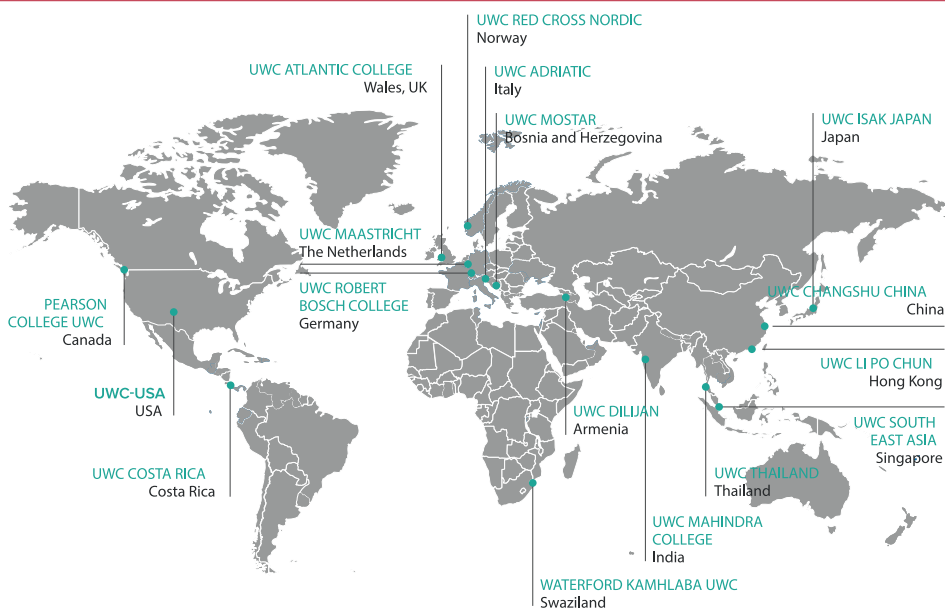 UWC RED CROSS NORDIC
Norway
UWC ATLANTIC COLLEGE
Wales, UK
UWC ADRIATIC
Italy
UWC MOSTAR
Bosnia and Herzegovina
UWC ISAK JAPAN
Japan
UWC MAASTRICHT
The Netherlands
UWC ROBERT
BOSCH COLLEGE
Germany
PEARSON
COLLEGE UWC
Canada
UWC CHANGSHU CHINA
China
UWC LI PO CHUN
Hong Kong
UWC-USA
USA
UWC DILIJAN
Armenia
UWC SOUTH
EAST ASIA
Singapore
UWC COSTA RICA
Costa Rica
UWC THAILAND
Thailand
UWC MAHINDRA
COLLEGE
India
WATERFORD KAMHLABA UWC
Swaziland